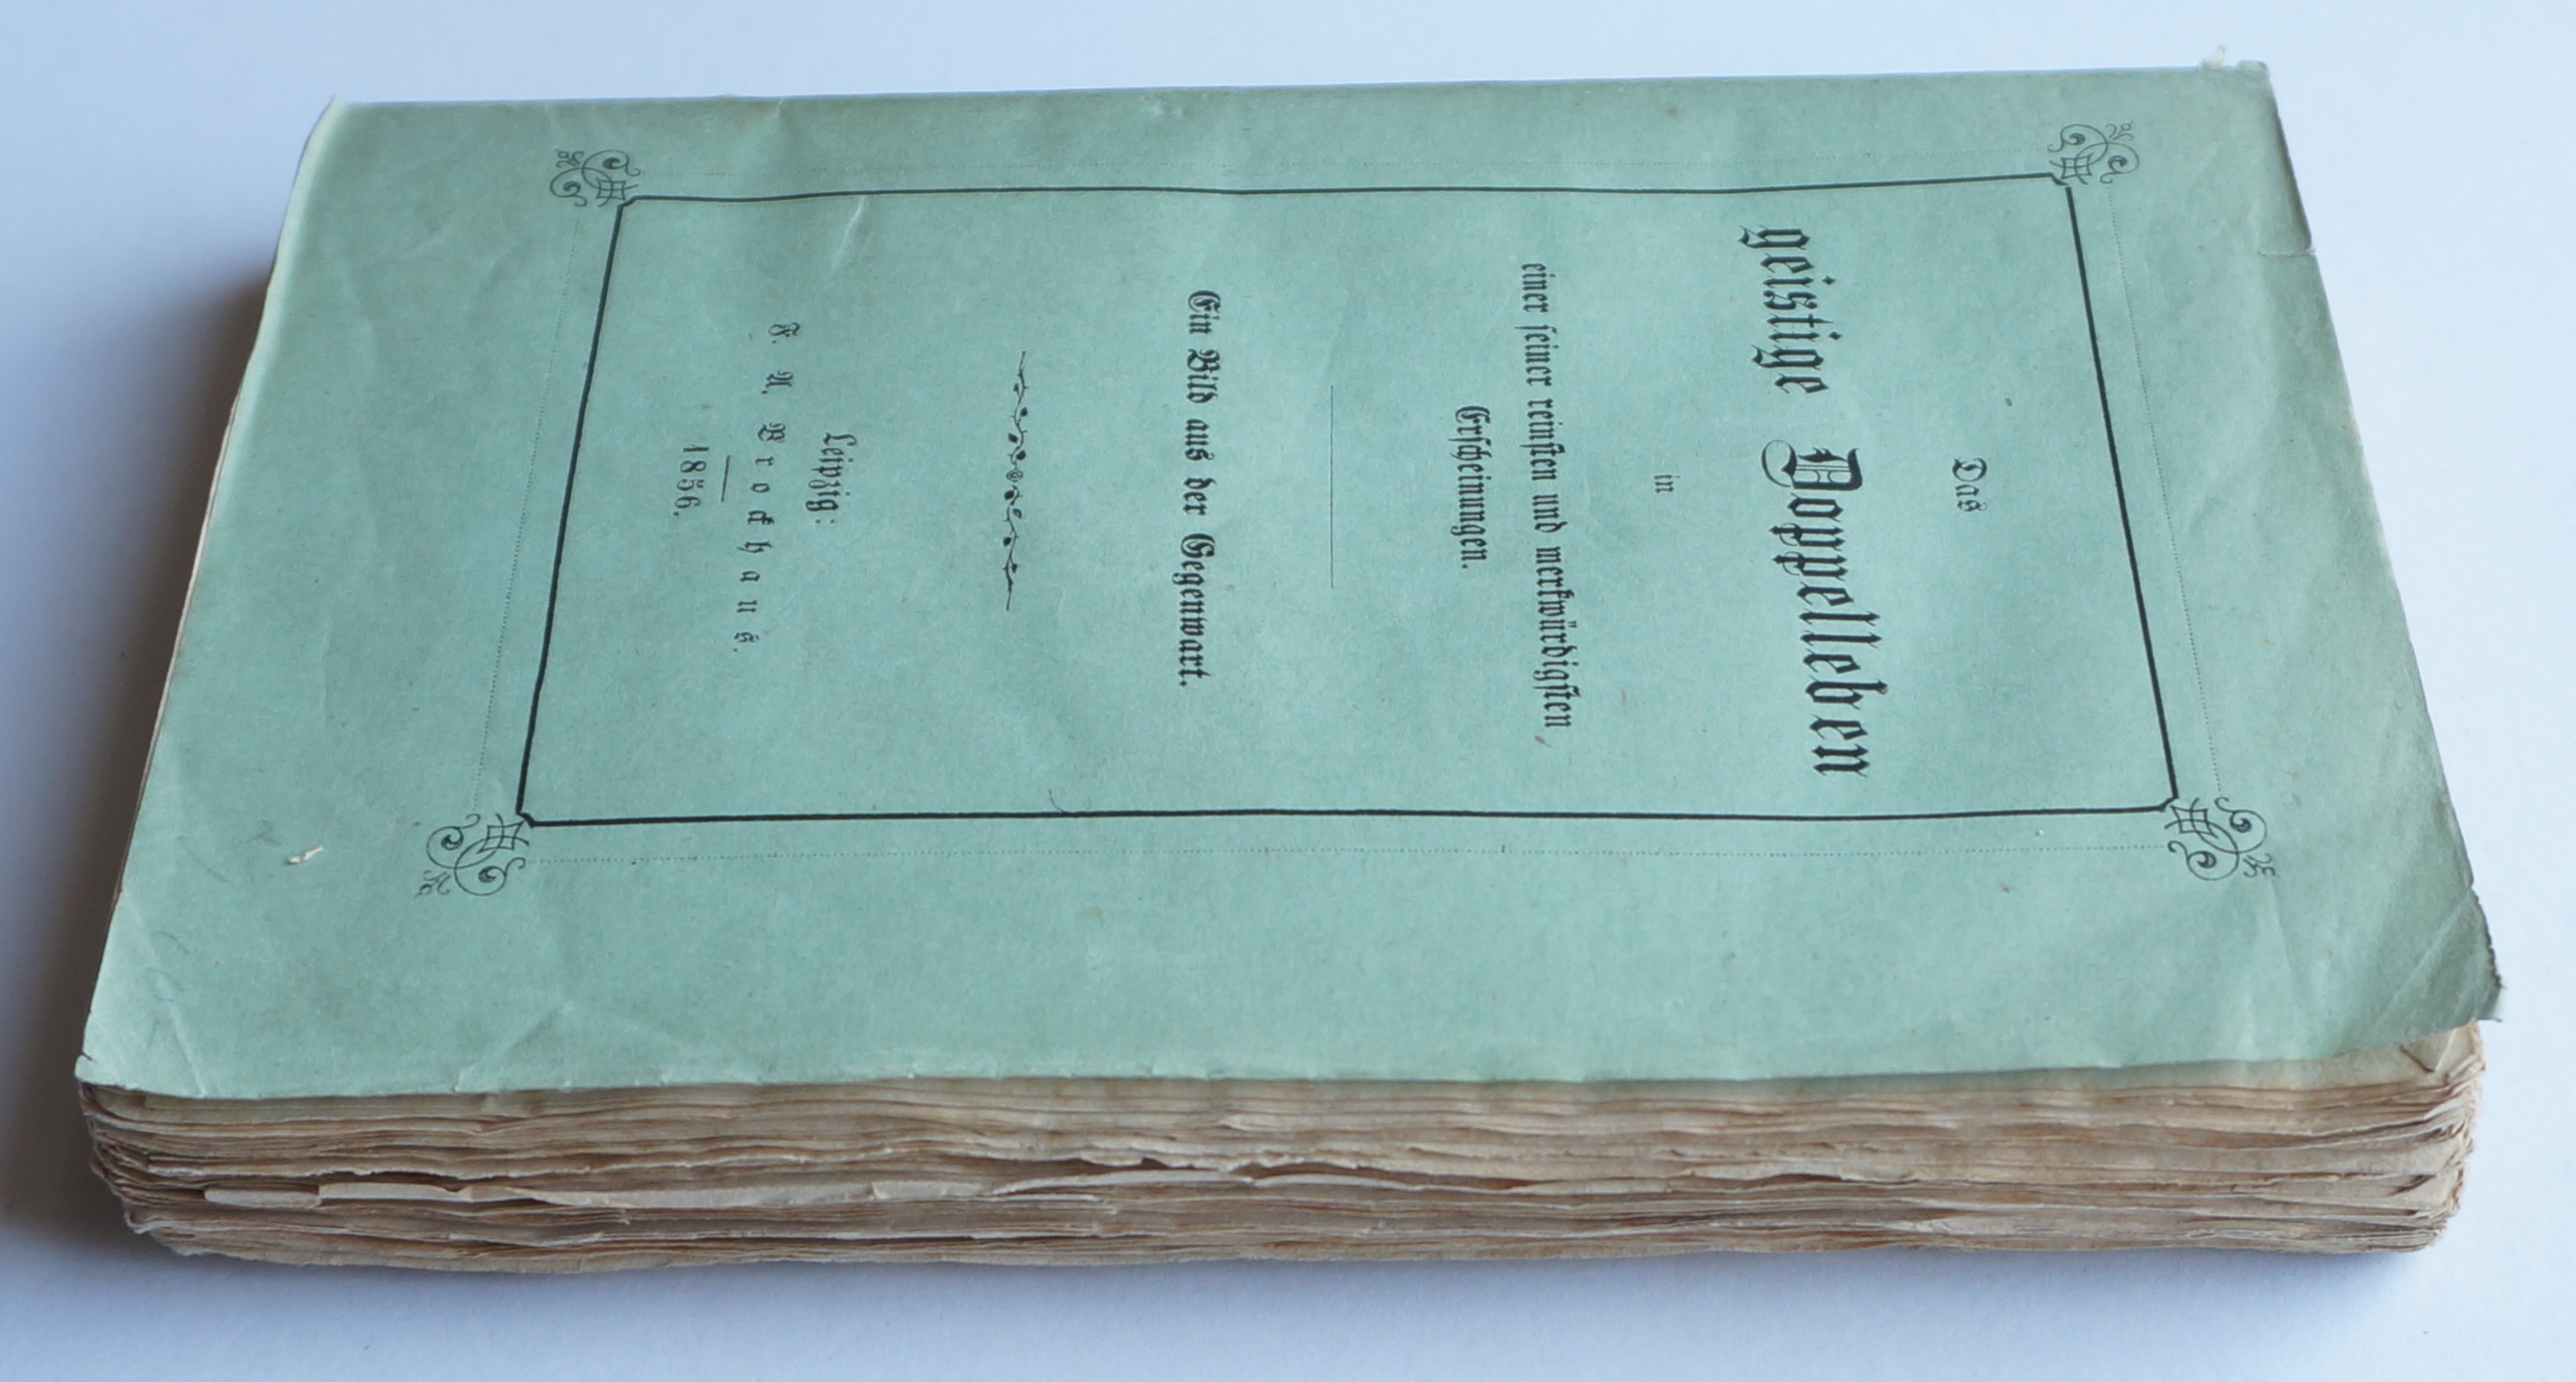 Das
geistige Doppelleben
in
einer ſeiner reinſten und merkwürdigſten
Erſcheinungen.
Ein Bild aus der Gegenwart.
Leipzig:
F. A. Brockhaus.
1856.